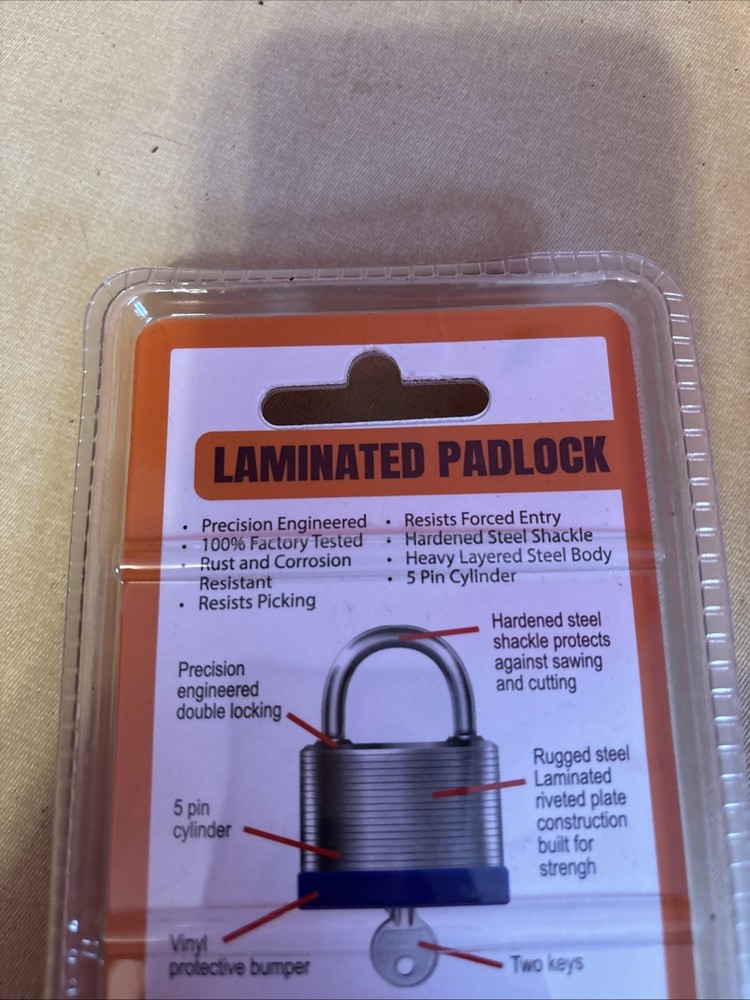 LAMINATED PADLOCK
• Precision Engineered
• 100% Factory Tested
• Rust and Corrosion
Resistant
• Resists Picking
• Resists Forced Entry
• Hardened Steel Shackle
• Heavy Layered Steel Body
• 5 Pin Cylinder
Hardened steel
shackle protects
against sawing
and cutting
Precision
engineered
double locking
Rugged steel
Laminated
riveted plate
construction
built for
strengh
5 pin
cylinder
Vinyl
protective bumper
Two keys